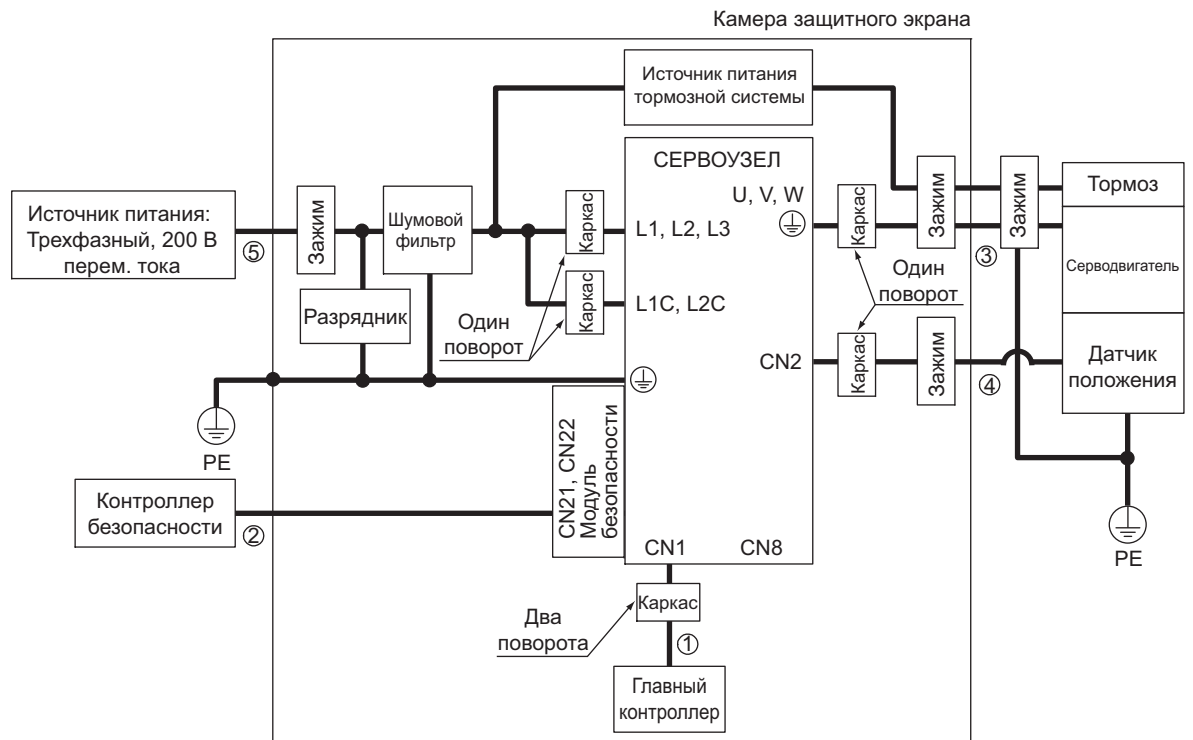 Камера защитного экрана
Источник питания
тормозной системы
СЕРВОУЗЕЛ
U, V, W
Тормоз
Источник питания:
Трехфазный, 200 В
перем. тока
⑤
Зажим
Шумовой
фильтр
Каркас
L1, L2, L3
Каркас
Зажим
③
Зажим
Серводвигатель
Разрядник
Один
поворот
Каркас
L1C, L2C
Один
поворот
CN2
Каркас
Зажим
④
Датчик
положения
PE
PE
Контроллер
безопасности
②
CN21, CN22
Модуль
безопасности
CN1
CN8
Два
поворота
Каркас
①
Главный
контроллер